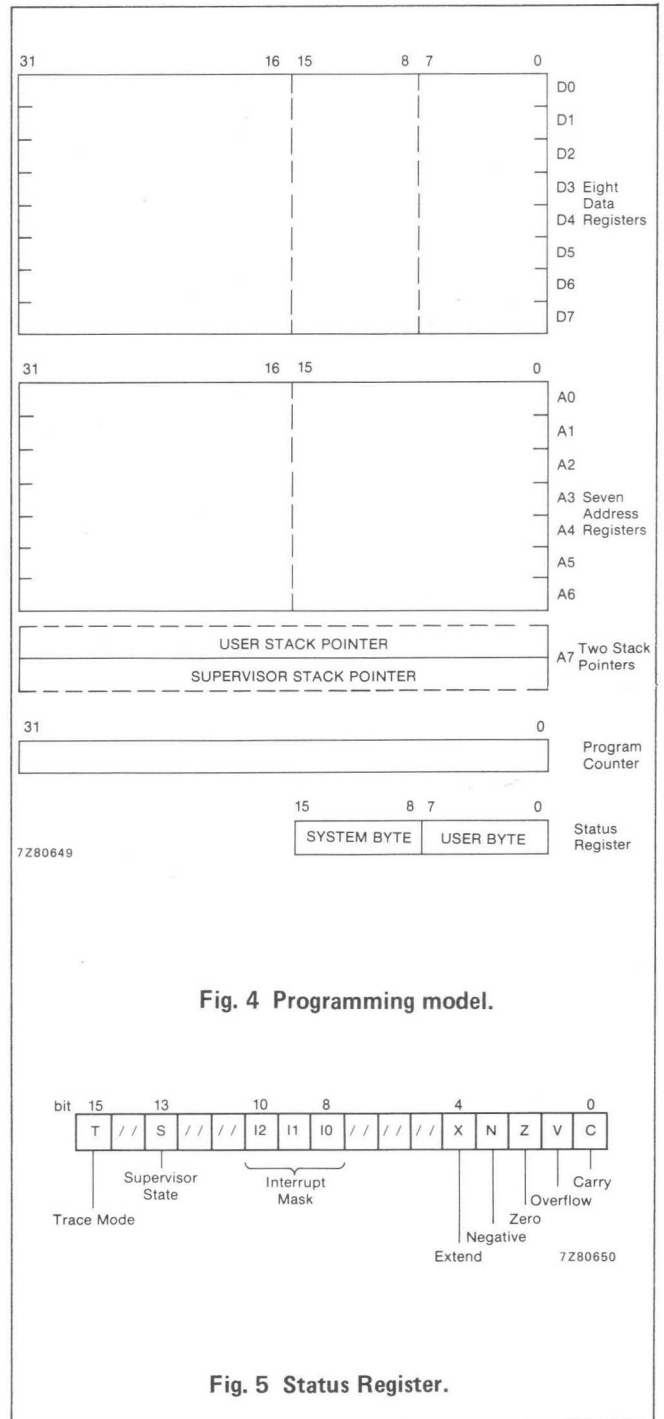 31 16 15 8 7 0
D0
D1
D2
D3 Eight
Data
D4 Registers
D5
D6
D7
31 16 15 0
A0
A1
A2
A3 Seven
Address
A4 Registers
A5
A6
USER STACK POINTER
A7 Two Stack
Pointers
SUPERVISOR STACK POINTER
31 0
Program
Counter
15 8 7 0
SYSTEM BYTE USER BYTE
Status
Register
7Z80649
Fig. 4 Programming model.
bit 15 13 10 8 4 0
T // S // // I2 I1 I0 // // // X N Z V C
Supervisor
State
Interrupt
Mask
Carry
Overflow
Trace Mode
Zero
Negative
Extend
7Z80650
Fig. 5 Status Register.